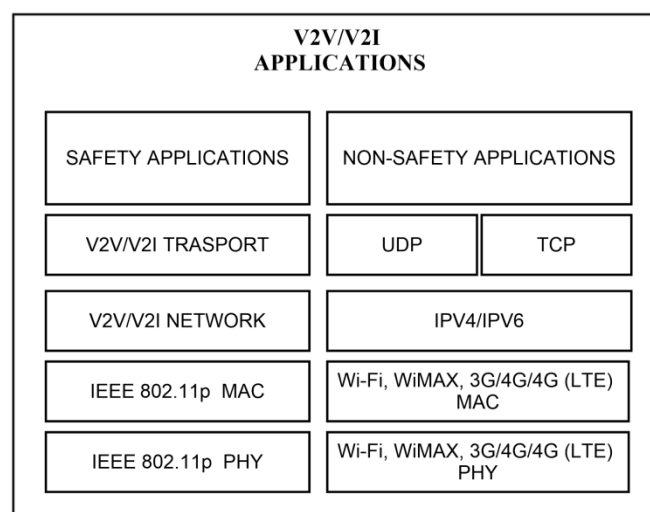 V2V/V2I
APPLICATIONS
SAFETY APPLICATIONS
NON-SAFETY APPLICATIONS
V2V/V2I TRASPORT
UDP
TCP
V2V/V2I NETWORK
IPV4/IPV6
IEEE 802.11p MAC
Wi-Fi, WiMAX, 3G/4G/4G (LTE)
MAC
IEEE 802.11p PHY
Wi-Fi, WiMAX, 3G/4G/4G (LTE)
PHY